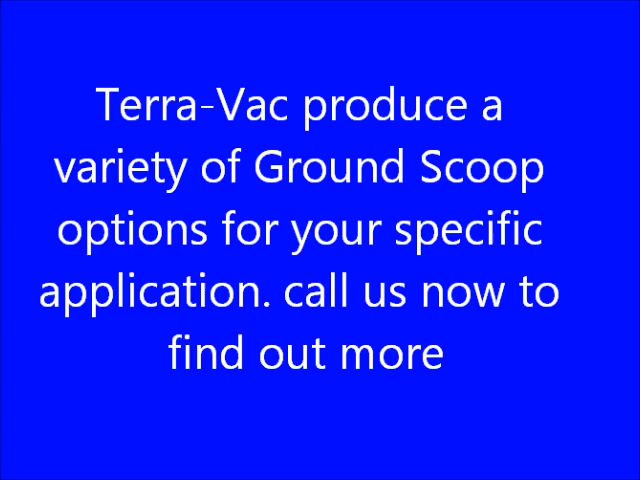 Terra-Vac produce a
variety of Ground Scoop
options for your specific
application. call us now to
find out more